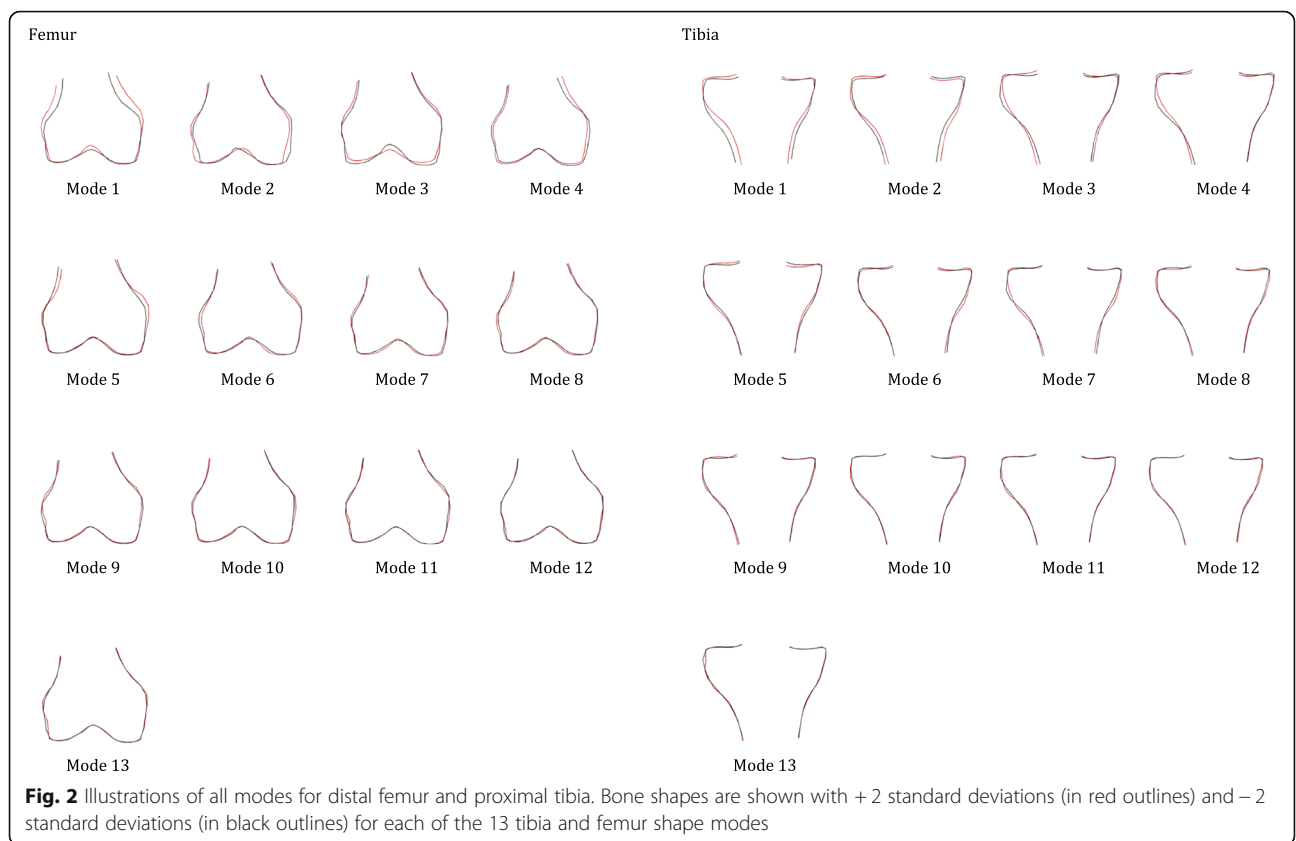 Femur
Tibia
Mode 1
Mode 2
Mode 3
Mode 4
Mode 1
Mode 2
Mode 3
Mode 4
Mode 5
Mode 6
Mode 7
Mode 8
Mode 5
Mode 6
Mode 7
Mode 8
Mode 9
Mode 10
Mode 11
Mode 12
Mode 9
Mode 10
Mode 11
Mode 12
Mode 13
Mode 13
Fig. 2 Illustrations of all modes for distal femur and proximal tibia. Bone shapes are shown with + 2 standard deviations (in red outlines) and − 2
standard deviations (in black outlines) for each of the 13 tibia and femur shape modes